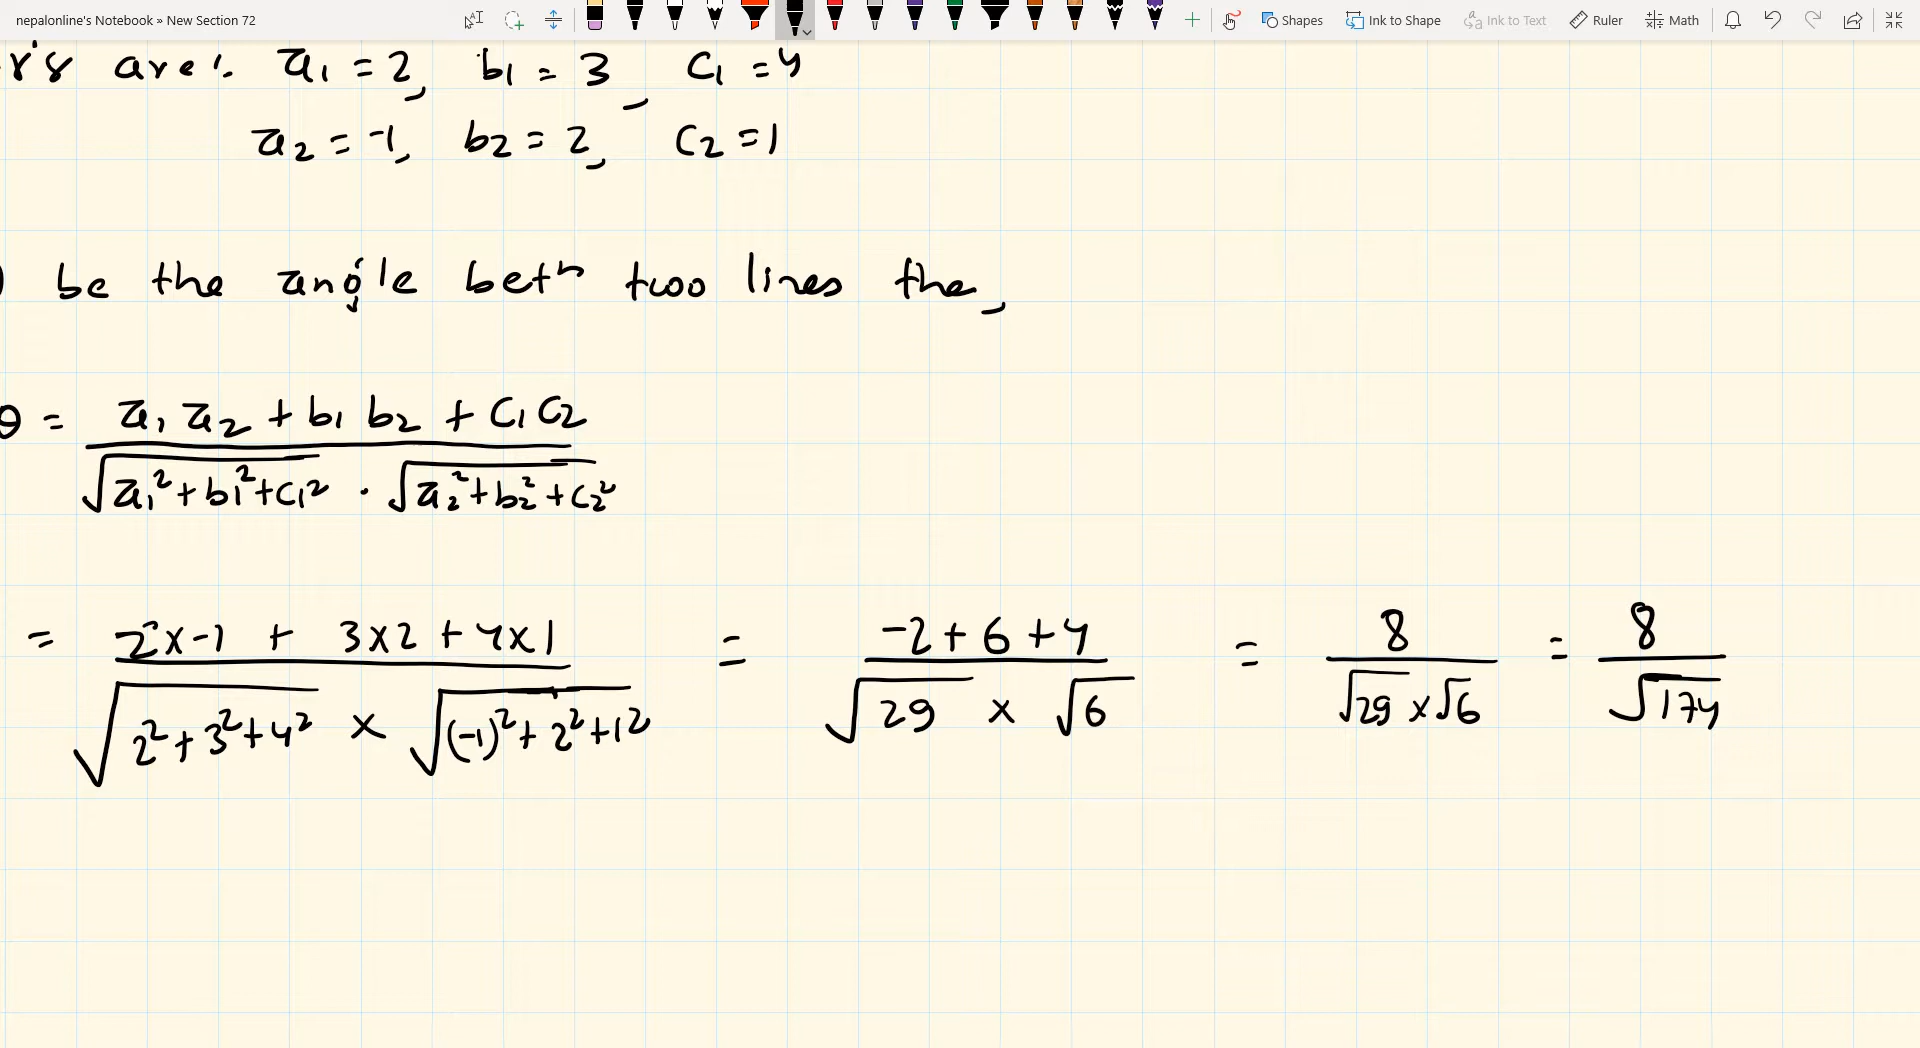 nepalonline's Notebook » New Section 72
Shapes Ink to Shape Ink to Text Ruler Math
r's are: a₁ = 2, b₁ = 3, c₁ = 4
a₂ = -1, b₂ = 2, c₂ = 1
be the angle betⁿ two lines the,
θ = (a₁a₂ + b₁b₂ + c₁c₂) / (√(a₁² + b₁² + c₁²) · √(a₂² + b₂² + c₂²))
= (2×-1 + 3×2 + 4×1) / (√(2² + 3² + 4²) × √((-1)² + 2² + 1²)) = (-2 + 6 + 4) / (√29 × √6) = 8 / (√29 × √6) = 8 / √174